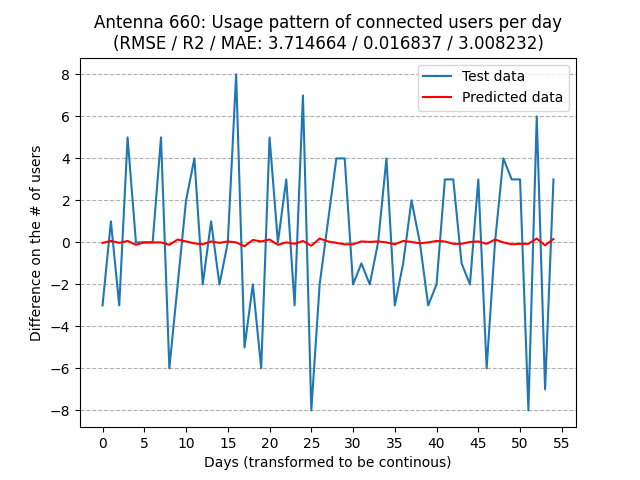 Antenna 660: Usage pattern of connected users per day
(RMSE / R2 / MAE: 3.714664 / 0.016837 / 3.008232)
Test data
Predicted data
Difference on the # of users
8
6
4
2
0
−2
−4
−6
−8
0 5 10 15 20 25 30 35 40 45 50 55
Days (transformed to be continous)